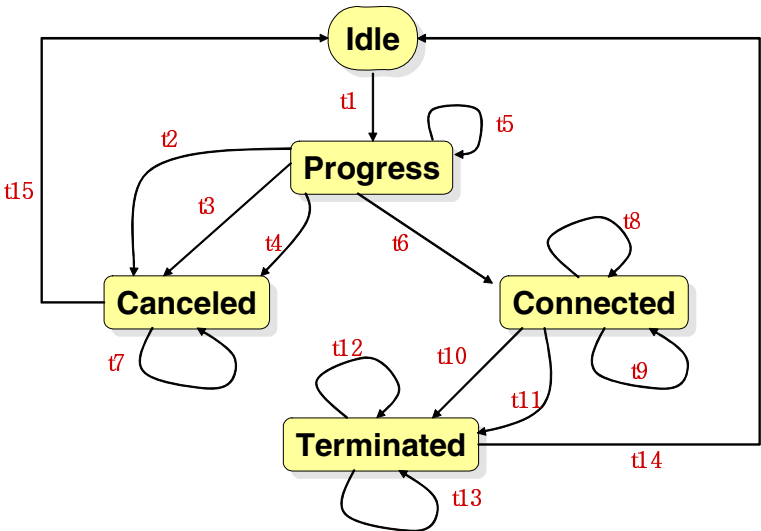 Idle
t1
t5
t2
Progress
t15
t3
t4
t6
t8
Canceled
Connected
t7
t12
t10
t9
t11
Terminated
t14
t13